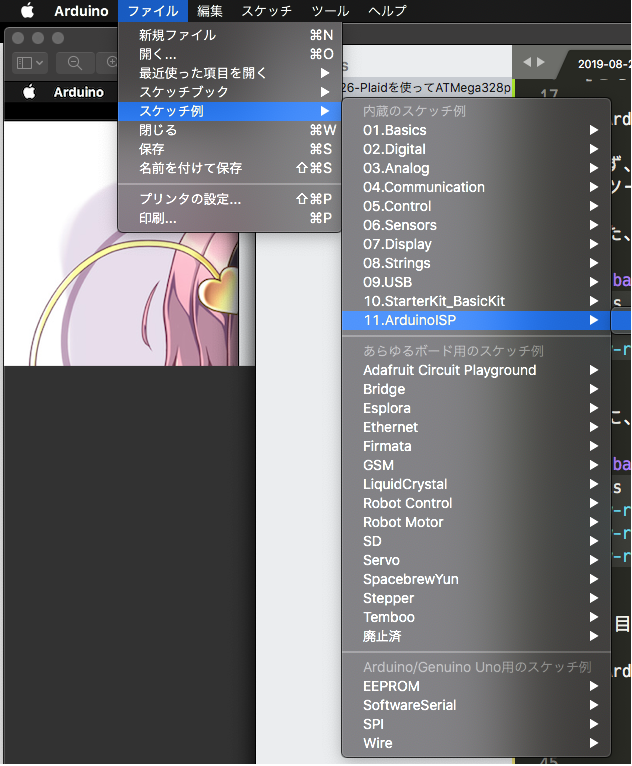 Arduino ファイル 編集 スケッチ ツール ヘルプ
新規ファイル ⌘N
開く... ⌘O
最近使った項目を開く ▶
スケッチブック ▶
スケッチ例 ▶
閉じる ⌘W
保存 ⌘S
名前を付けて保存 ⇧⌘S
プリンタの設定... ⇧⌘P
印刷... ⌘P
Arduino
s
26-Plaidを使ってATMega328p
2019-08-2
17
内蔵のスケッチ例
01.Basics ▶
02.Digital ▶
03.Analog ▶
04.Communication ▶
05.Control ▶
06.Sensors ▶
07.Display ▶
08.Strings ▶
09.USB ▶
10.StarterKit_BasicKit ▶
11.ArduinoISP ▶
あらゆるボード用のスケッチ例
Adafruit Circuit Playground ▶
Bridge ▶
Esplora ▶
Ethernet ▶
Firmata ▶
GSM ▶
LiquidCrystal ▶
Robot Control ▶
Robot Motor ▶
SD ▶
Servo ▶
SpacebrewYun ▶
Stepper ▶
Temboo ▶
廃止済 ▶
Arduino/Genuino Uno用のスケッチ例
EEPROM ▶
SoftwareSerial ▶
SPI ▶
Wire ▶
rd
ず、
ツー
た、
ba
s
-r
こ、
ba
s
-r
-r
-r
目
rd
45